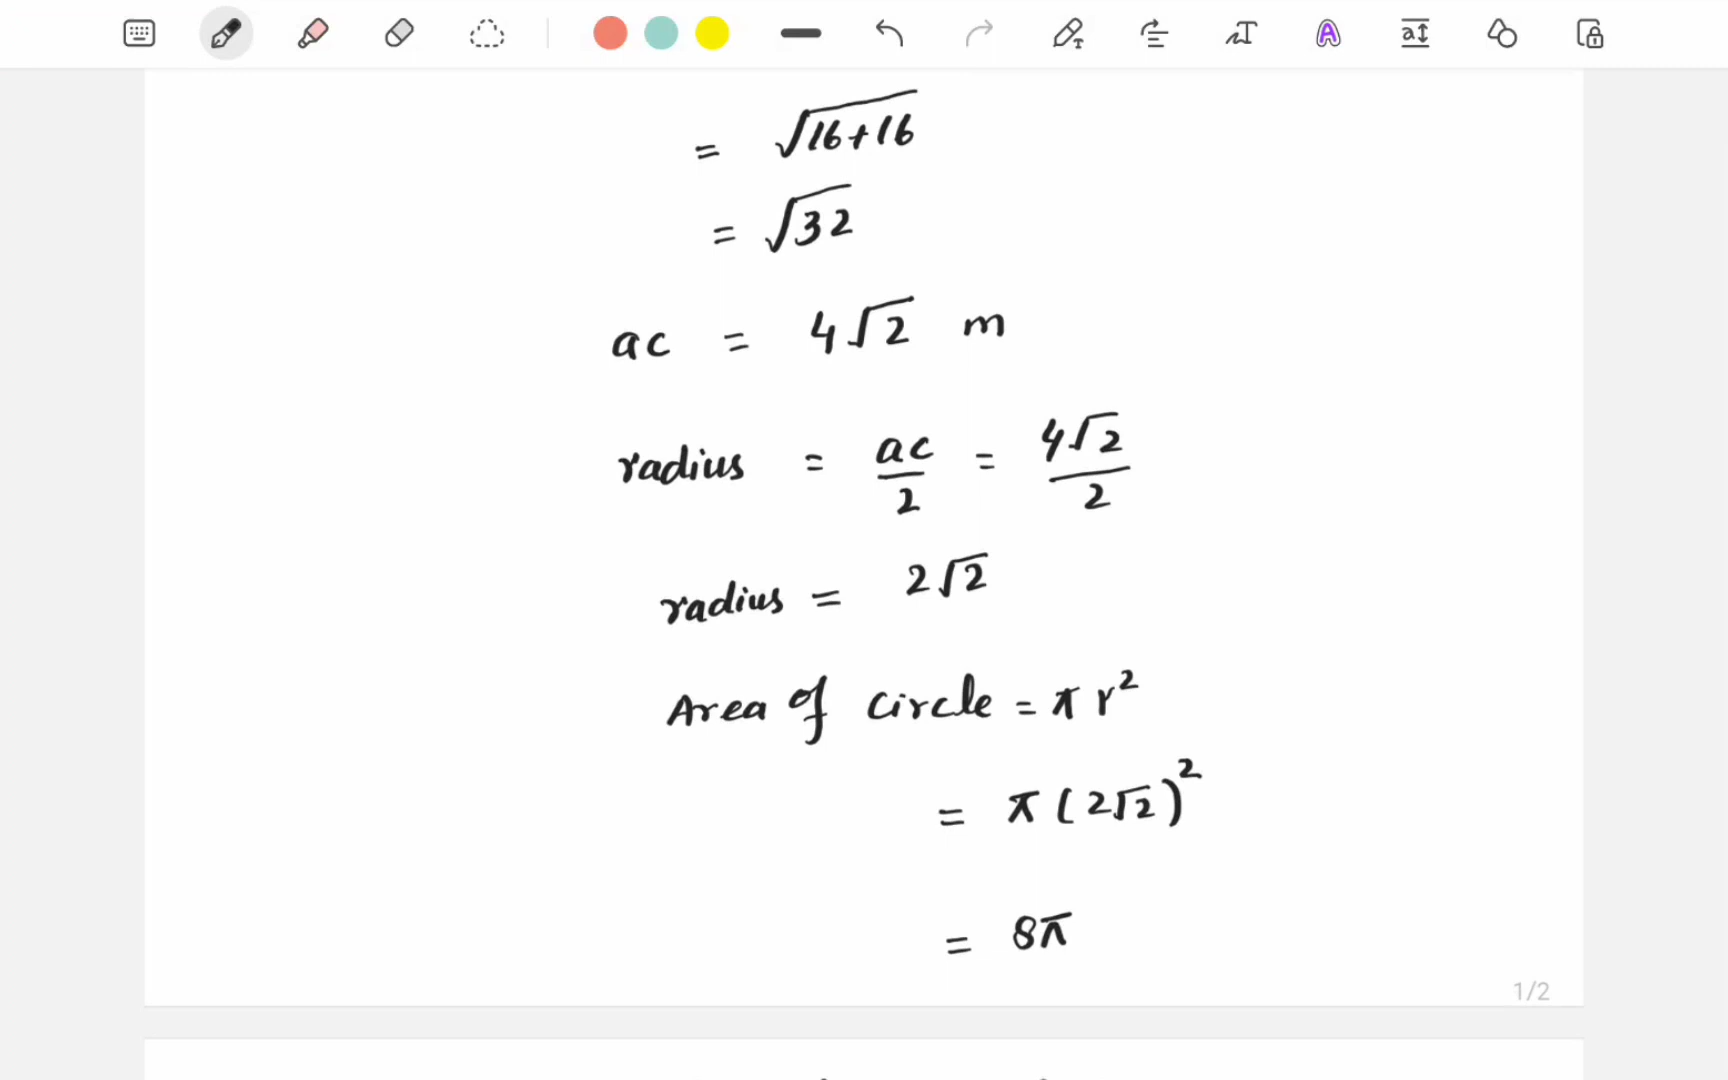 = √16+16
= √32
ac = 4√2 m
radius = ac/2 = 4√2/2
radius = 2√2
Area of circle = πr²
= π(2√2)²
= 8π
1/2